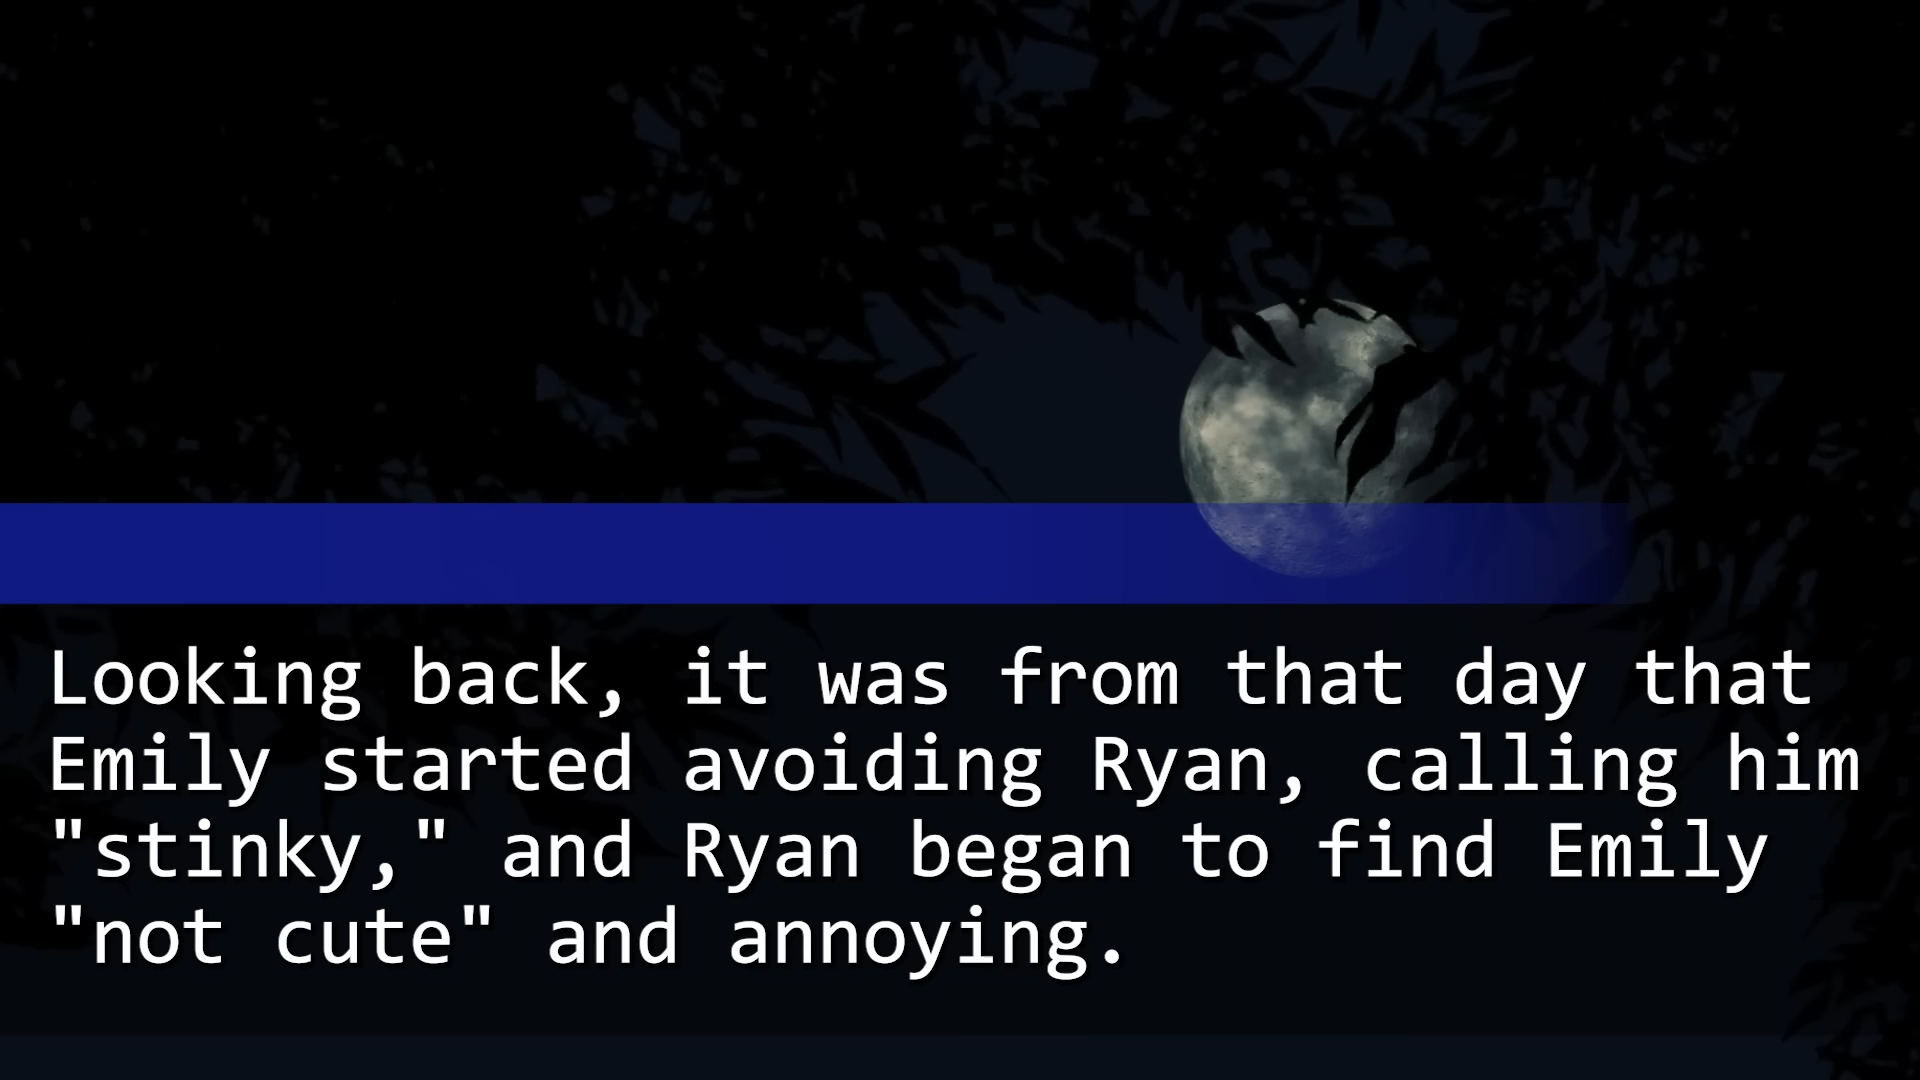 Looking back, it was from that day that
Emily started avoiding Ryan, calling him
"stinky," and Ryan began to find Emily
"not cute" and annoying.